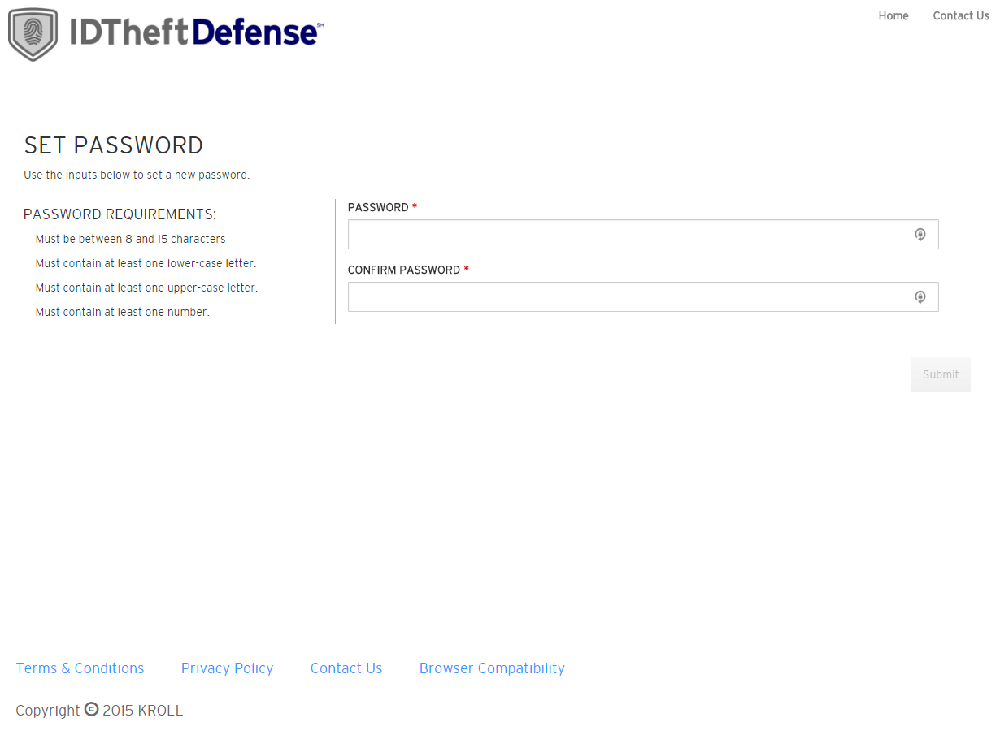 IDTheftDefense℠
Home Contact Us
SET PASSWORD
Use the inputs below to set a new password.
PASSWORD REQUIREMENTS:
Must be between 8 and 15 characters
Must contain at least one lower-case letter.
Must contain at least one upper-case letter.
Must contain at least one number.
PASSWORD *
CONFIRM PASSWORD *
Submit
Terms & Conditions Privacy Policy Contact Us Browser Compatibility
Copyright © 2015 KROLL